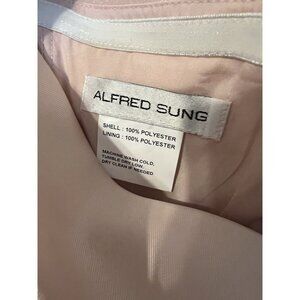 ALFRED SUNG
SHELL : 100% POLYESTER
LINING : 100% POLYESTER
MACHINE WASH COLD.
TUMBLE DRY LOW.
DRY CLEAN IF NEEDED